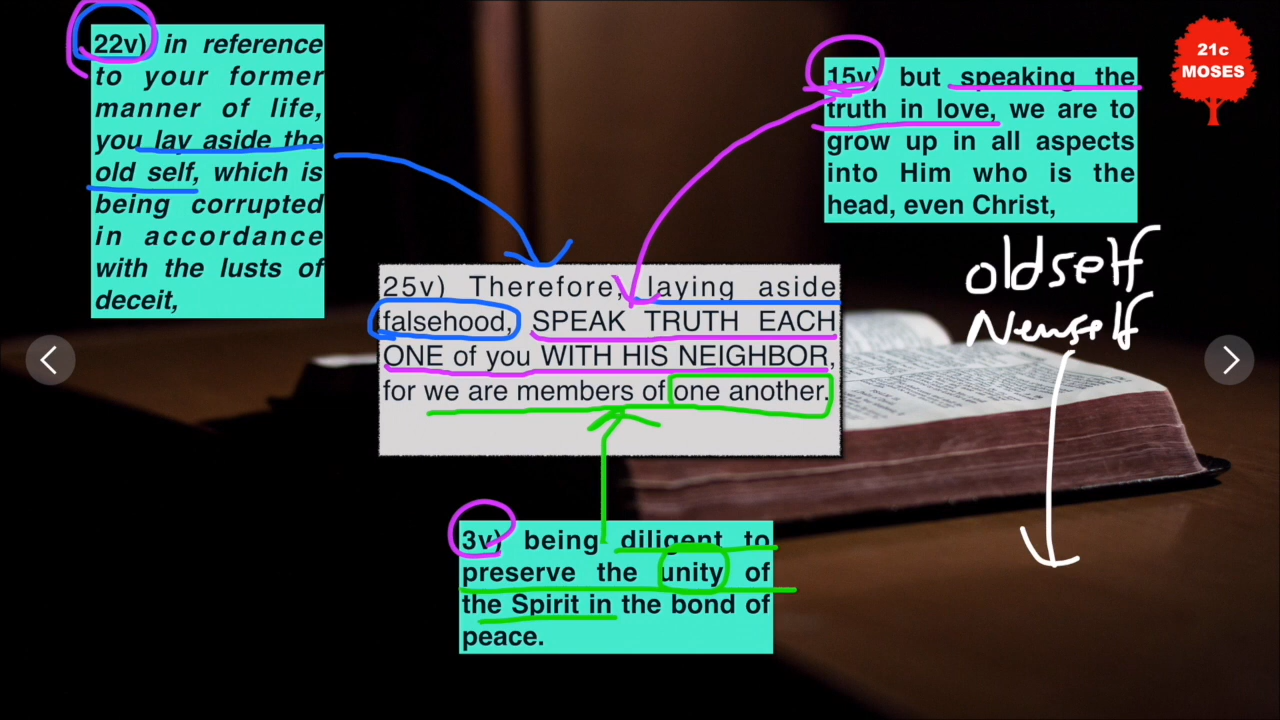 22v) in reference
to your former
manner of life,
you lay aside the
old self, which is
being corrupted
in accordance
with the lusts of
deceit,
15v) but speaking the
truth in love, we are to
grow up in all aspects
into Him who is the
head, even Christ,
21c
MOSES
oldself
Newself
25v) Therefore, laying aside
falsehood, SPEAK TRUTH EACH
ONE of you WITH HIS NEIGHBOR,
for we are members of one another.
3v) being diligent to
preserve the unity of
the Spirit in the bond of
peace.